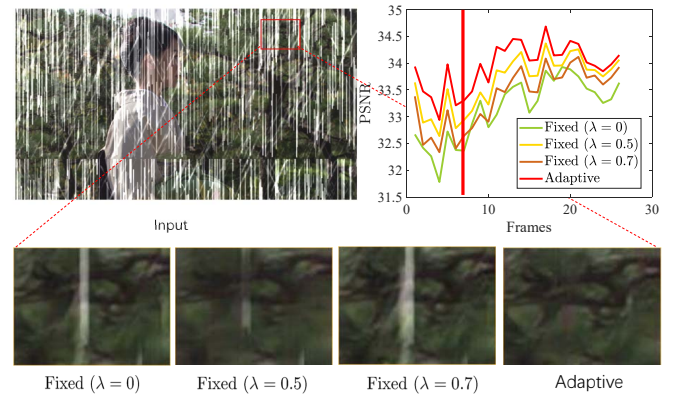 35
34.5
34
33.5
33
32.5
32
31.5
PSNR
0
10
20
30
Frames
Fixed (λ = 0)
Fixed (λ = 0.5)
Fixed (λ = 0.7)
Adaptive
Input
Fixed (λ = 0)
Fixed (λ = 0.5)
Fixed (λ = 0.7)
Adaptive